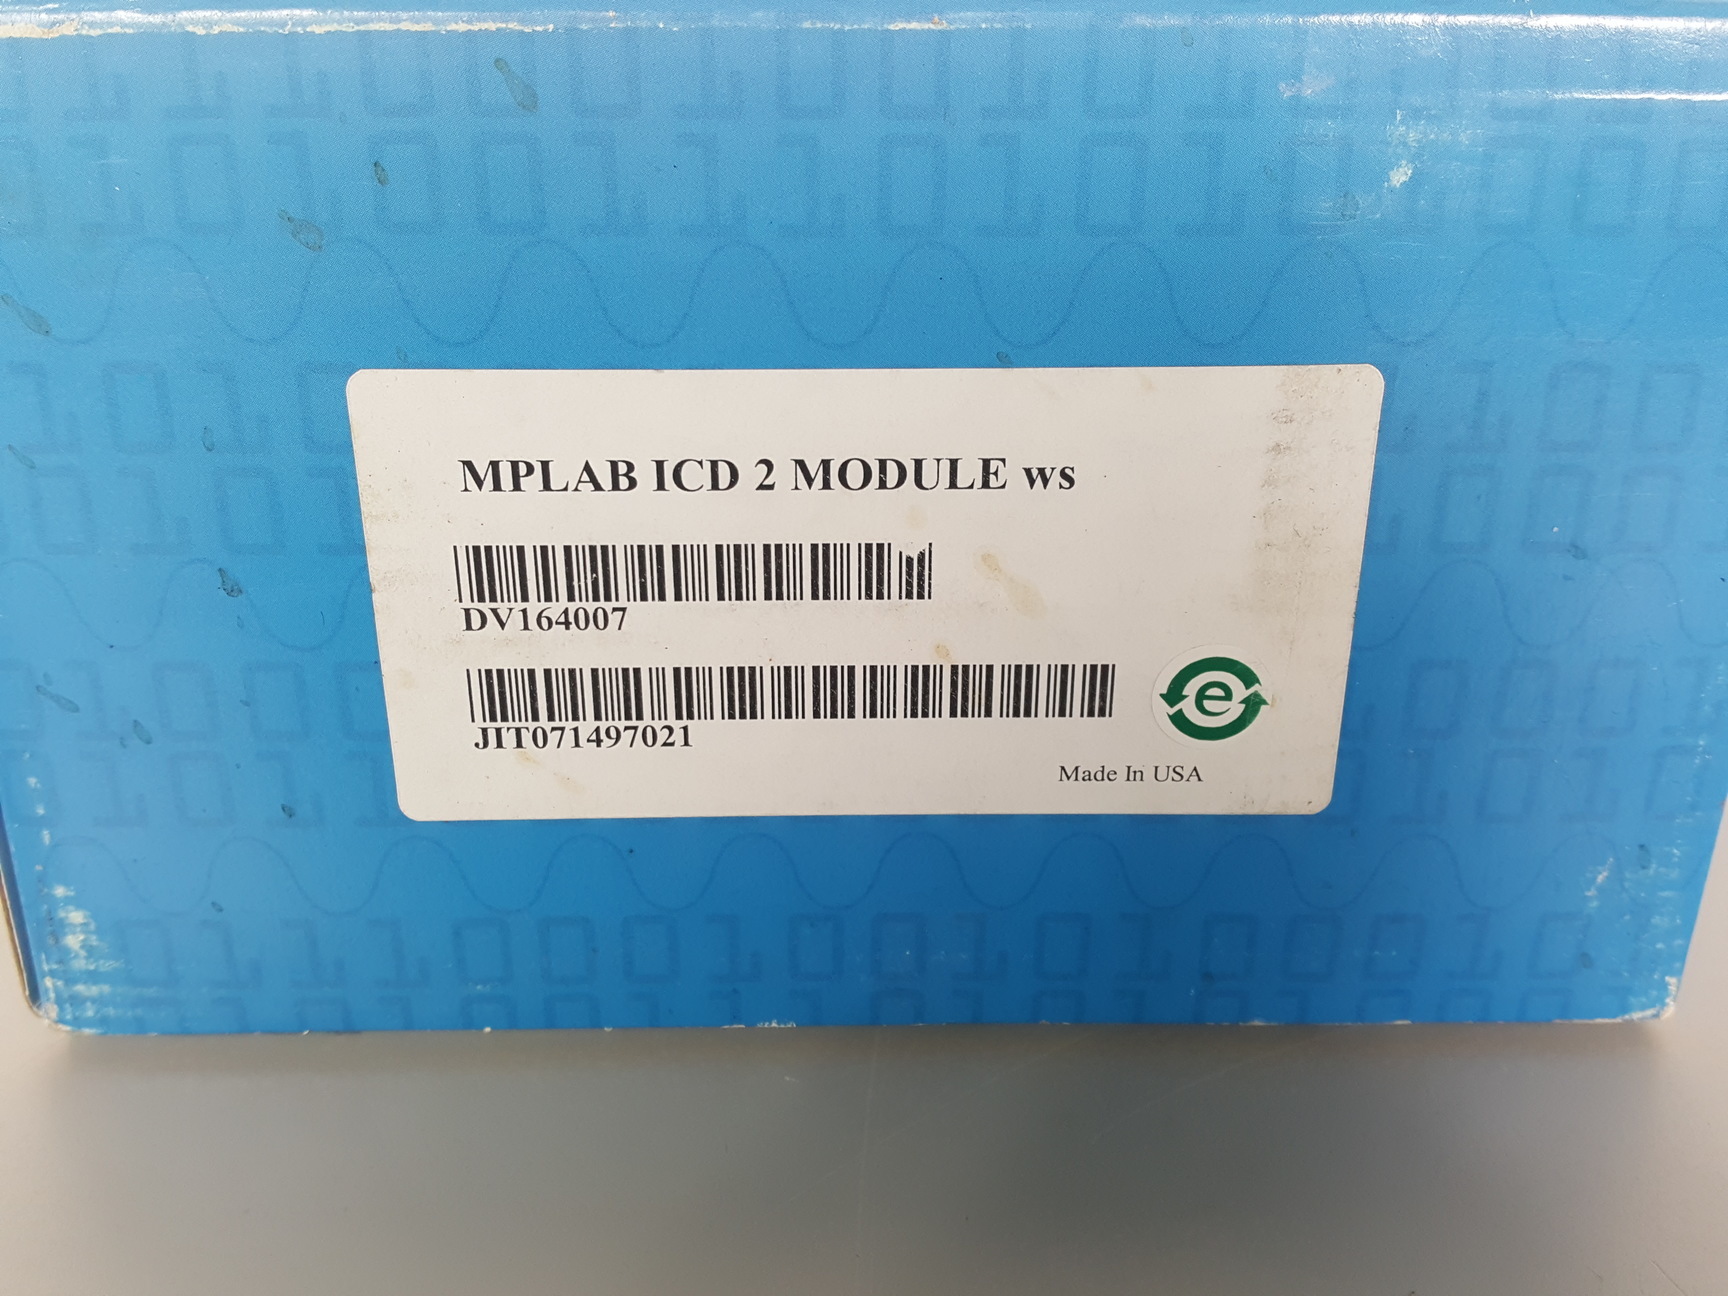 MPLAB ICD 2 MODULE ws
DV164007
JIT071497021
e
Made In USA